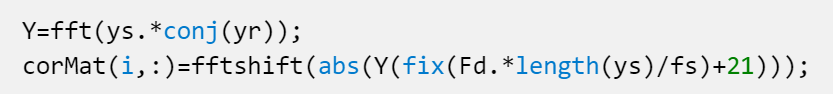 Y=fft(ys.*conj(yr));
corMat(i,:)=fftshift(abs(Y(fix(Fd.*length(ys)/fs)+21)));